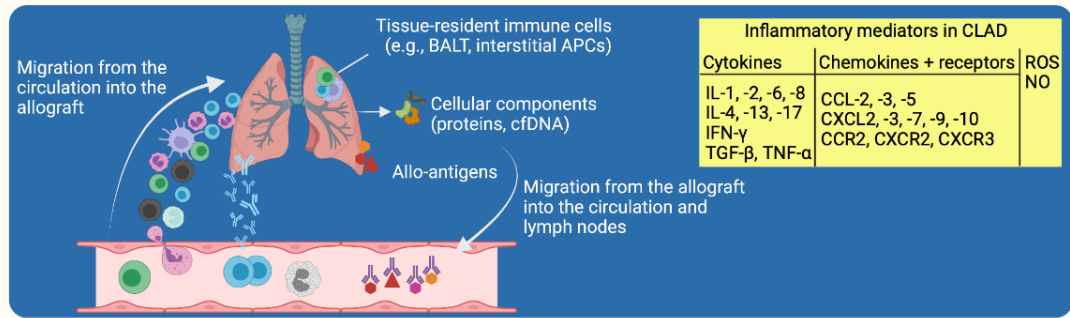 Migration from the
circulation into the
allograft
Tissue-resident immune cells
(e.g., BALT, interstitial APCs)
Cellular components
(proteins, cfDNA)
Allo-antigens
Migration from the allograft
into the circulation and
lymph nodes
Inflammatory mediators in CLAD
Cytokines
IL-1, -2, -6, -8
IL-4, -13, -17
IFN-γ
TGF-β, TNF-α
Chemokines + receptors
CCL-2, -3, -5
CXCL2, -3, -7, -9, -10
CCR2, CXCR2, CXCR3
ROS
NO